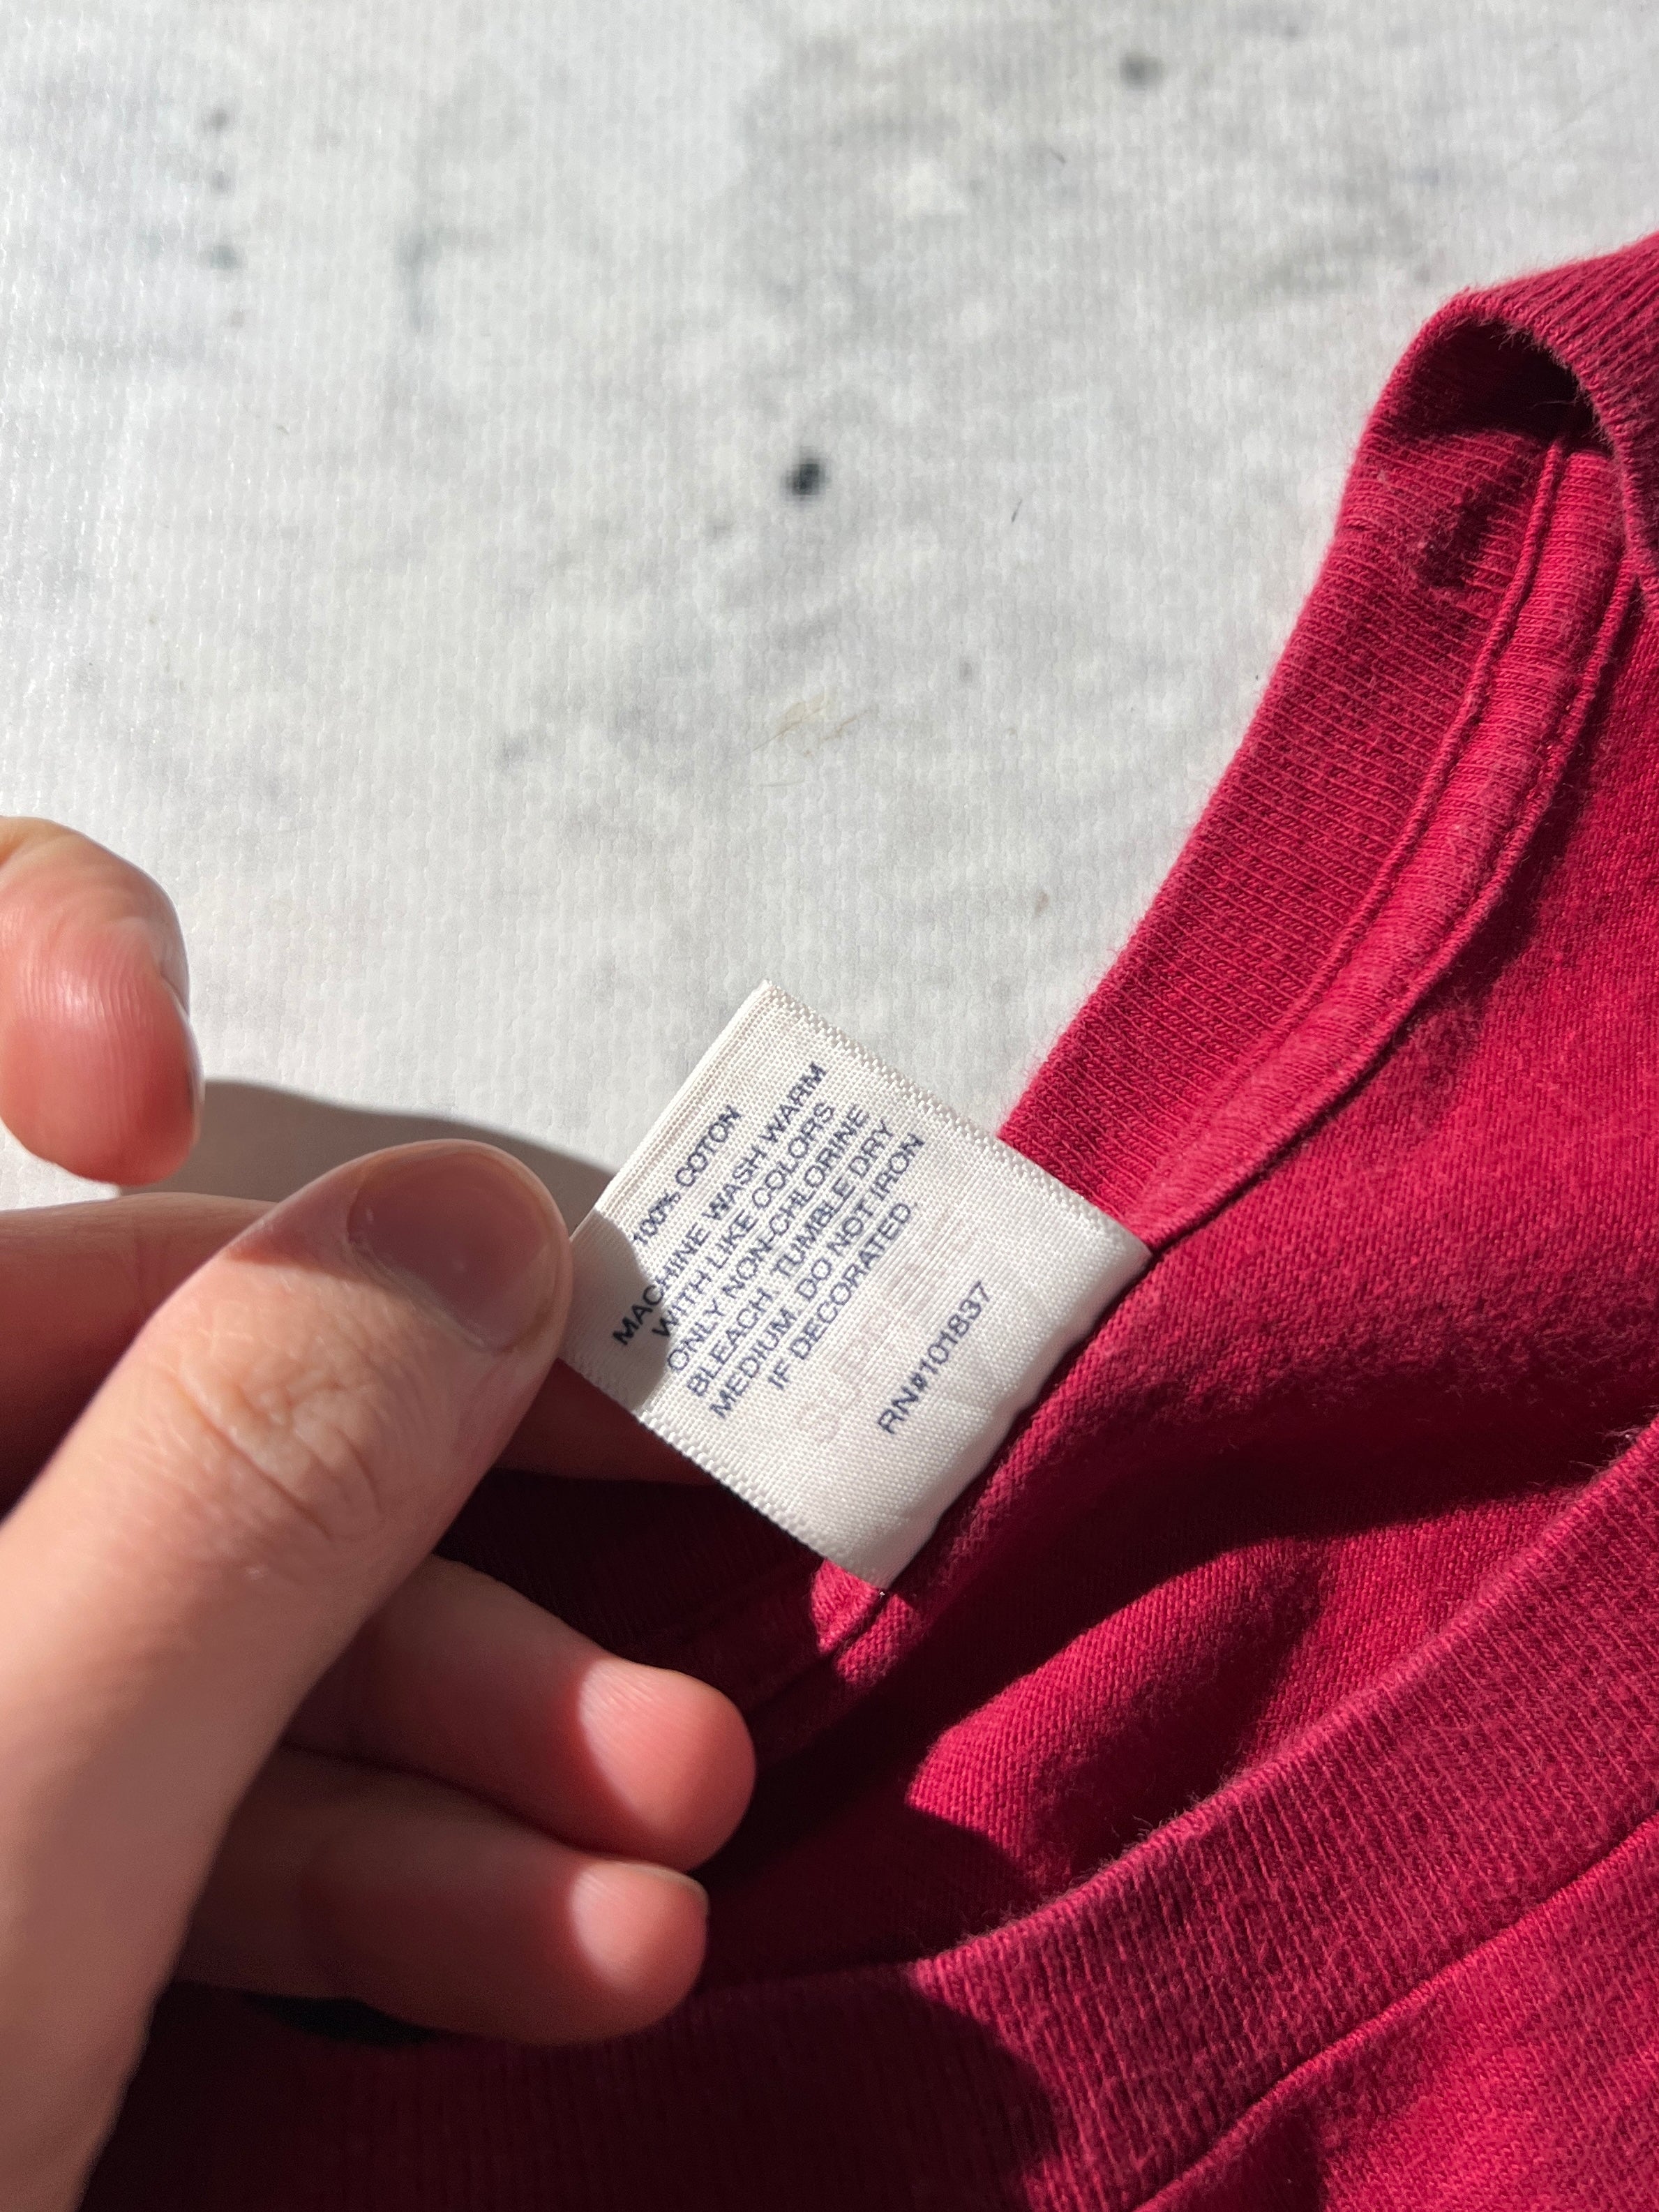 100% COTON
MACHINE WASH WARM
WITH LIKE COLORS
ONLY NON-CHLORINE
BLEACH, TUMBLE DRY
MEDIUM. DO NOT IRON
IF DECORATED.
RN#101837